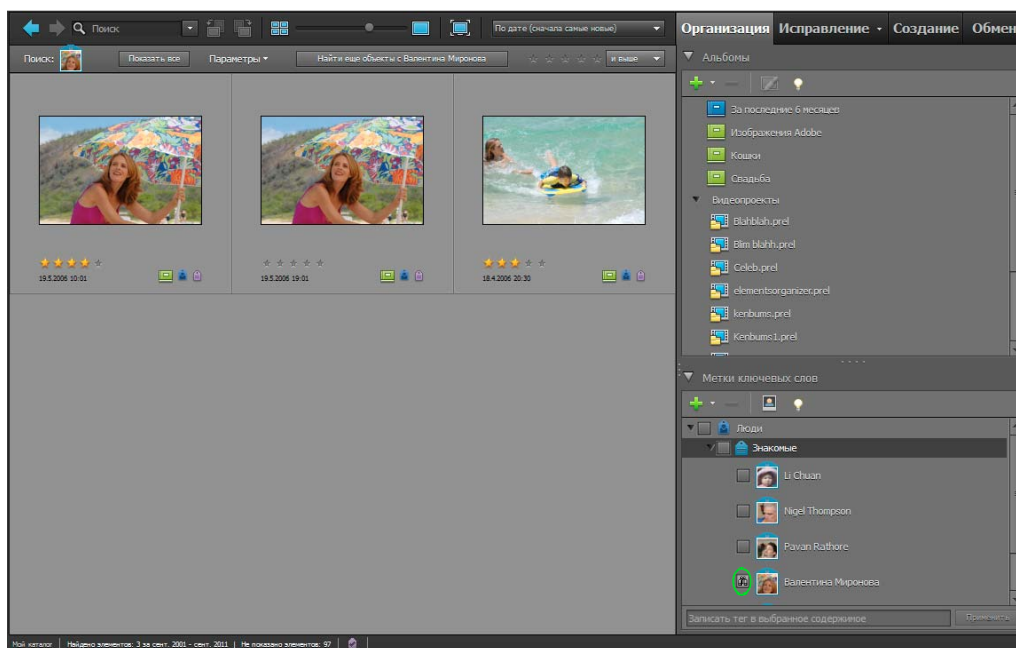 Поиск
По дате (сначала самые новые)
Организация Исправление Создание Обмен
Поиск:
Показать все
Параметры
Найти еще объекты с Валентина Миронова
и выше
Альбомы
За последние 6 месяцев
Изображения Adobe
Кошки
Свадьба
Видеопроекты
Blahblah.prel
Blim blahh.prel
Celeb.prel
elementsorganizer.prel
kenbums.prel
Kenbums1.prel
19.5.2006 10:01
19.5.2006 19:01
18.4.2006 20:30
Метки ключевых слов
Люди
Знакомые
Li Chuan
Nigel Thompson
Pavan Rathore
Валентина Миронова
Записать тег в выбранное содержимое
Применить
Мой каталог
Найдено элементов: 3 за сент. 2001 - сент. 2011
Не показано элементов: 97